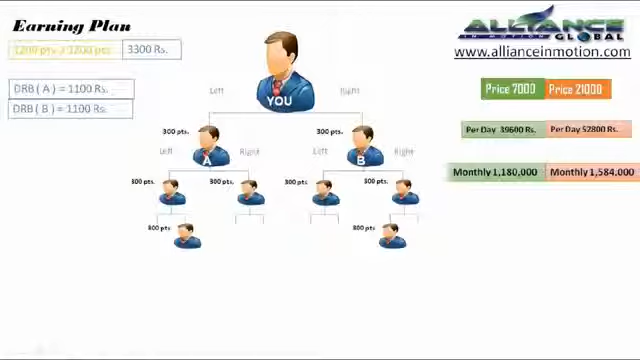 Earning Plan
1200 pts / 1200 pts. 3300 Rs.
DRB ( A ) = 1100 Rs.
DRB ( B ) = 1100 Rs.
ALLIANCE
IN MOTION GLOBAL
www.allianceinmotion.com
Price 7000 Price 21000
Per Day 39600 Rs. Per Day 52800 Rs.
Monthly 1,180,000 Monthly 1,584,000
Left Right
YOU
300 pts. 300 pts.
Left A Right Left B Right
300 pts. 300 pts. 300 pts. 300 pts.
300 pts. 300 pts.